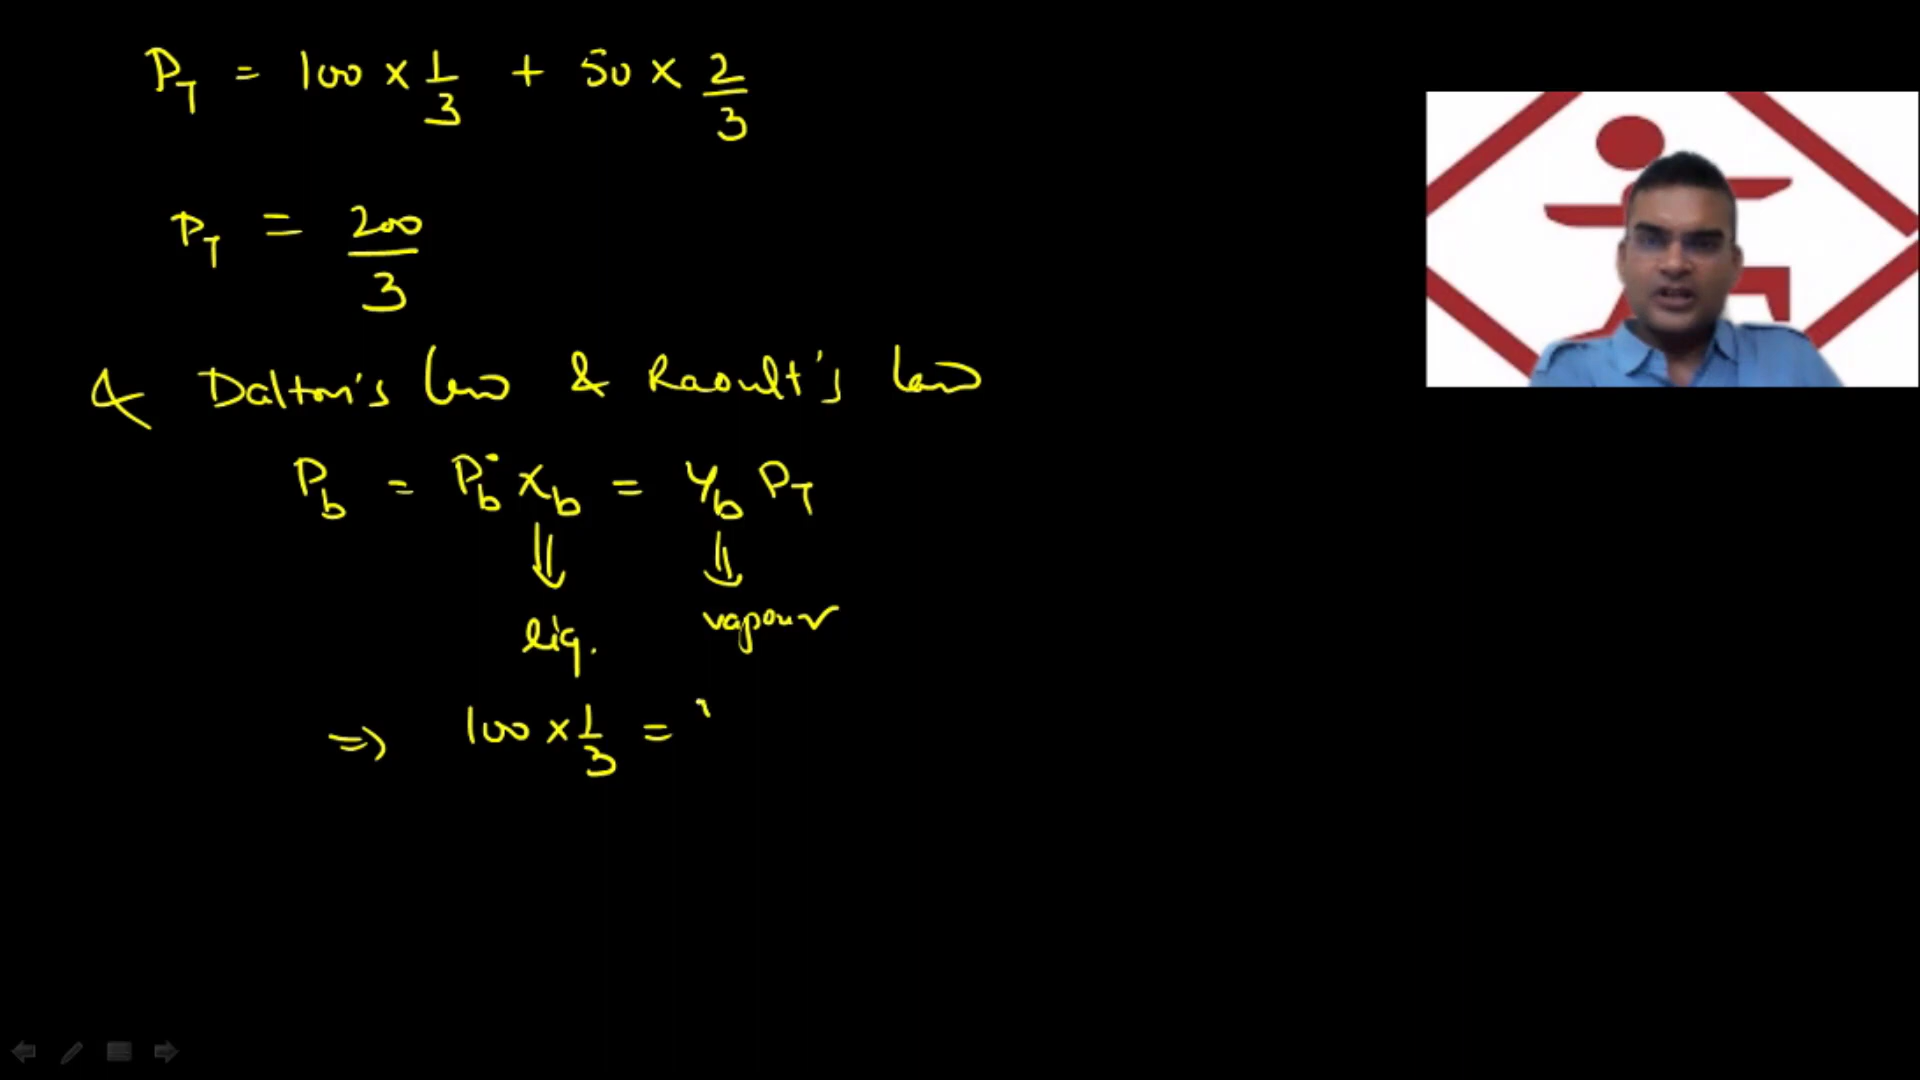 P_T = 100 × 1/3 + 50 × 2/3
P_T = 200/3
& Dalton's law & Raoult's law
P_b = P°_b x_b = Y_b P_T
⇓ ⇓
liq. vapour
⇒ 100 × 1/3 =